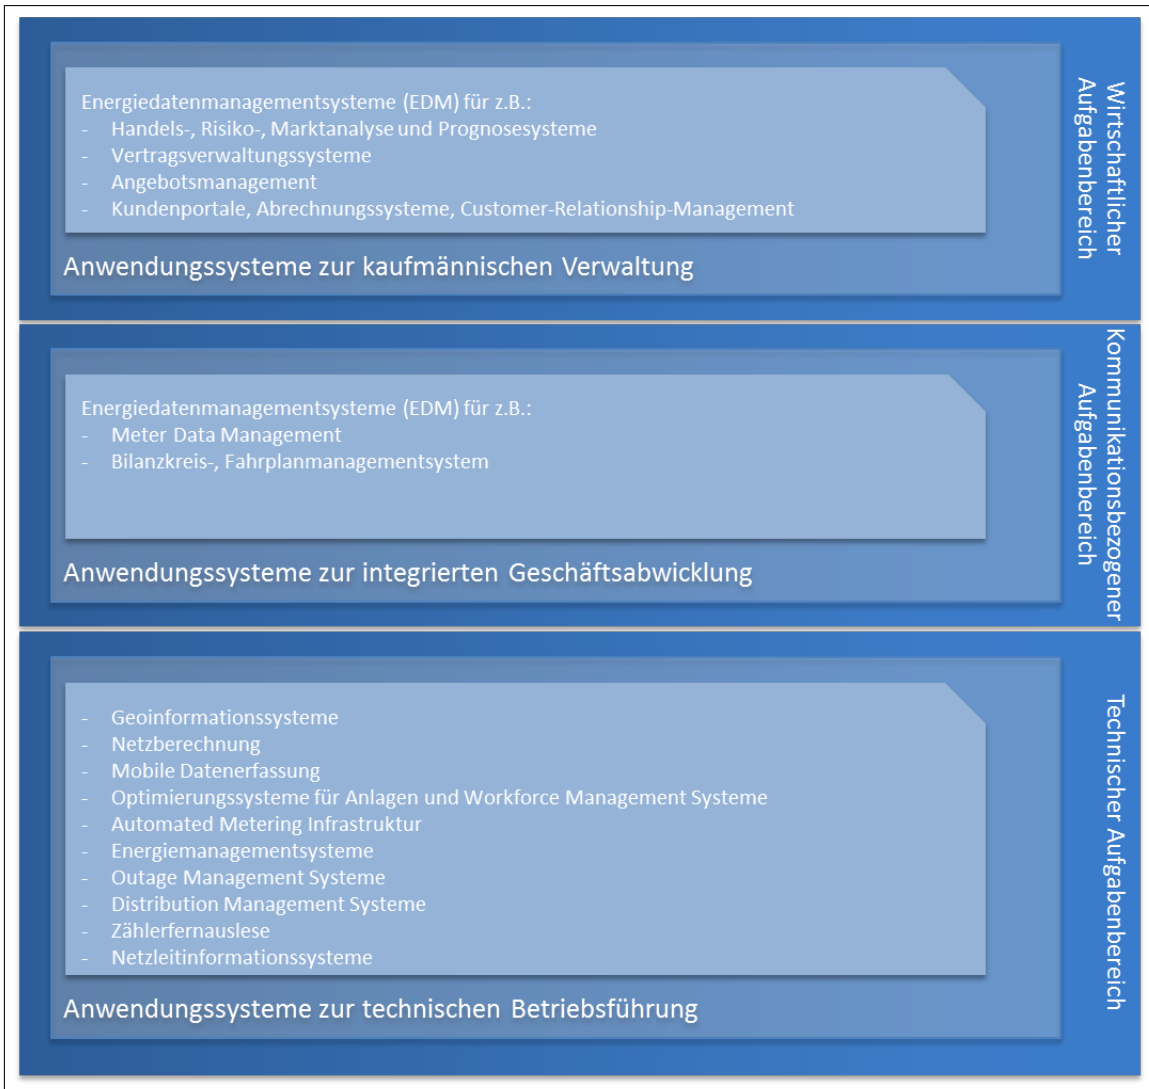 Energiedatenmanagementsysteme (EDM) für z.B.:
- Handels-, Risiko-, Marktanalyse und Prognosesysteme
- Vertragsverwaltungssysteme
- Angebotsmanagement
- Kundenportale, Abrechnungssysteme, Customer-Relationship-Management
Anwendungssysteme zur kaufmännischen Verwaltung
Wirtschaftlicher
Aufgabenbereich
Energiedatenmanagementsysteme (EDM) für z.B.:
- Meter Data Management
- Bilanzkreis-, Fahrplanmanagementsystem
Anwendungssysteme zur integrierten Geschäftsabwicklung
Kommunikationsbezogener
Aufgabenbereich
- Geoinformationssysteme
- Netzberechnung
- Mobile Datenerfassung
- Optimierungssysteme für Anlagen und Workforce Management Systeme
- Automated Metering Infrastruktur
- Energiemanagementsysteme
- Outage Management Systeme
- Distribution Management Systeme
- Zählerfernauslese
- Netzleitinformationssysteme
Anwendungssysteme zur technischen Betriebsführung
Technischer Aufgabenbereich